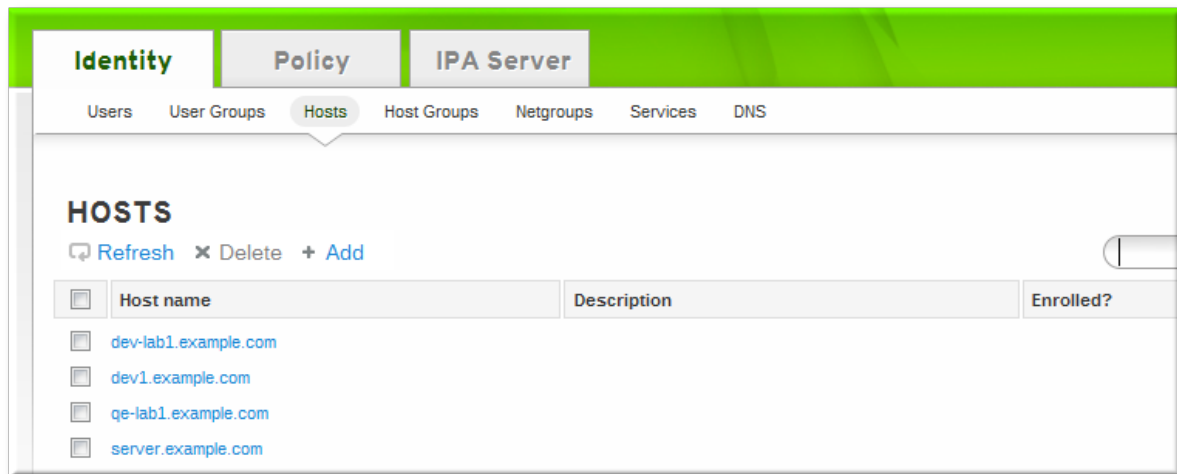 Identity Policy IPA Server
Users User Groups Hosts Host Groups Netgroups Services DNS
HOSTS
Refresh Delete + Add
Host name Description Enrolled?
dev-lab1.example.com
dev1.example.com
qe-lab1.example.com
server.example.com